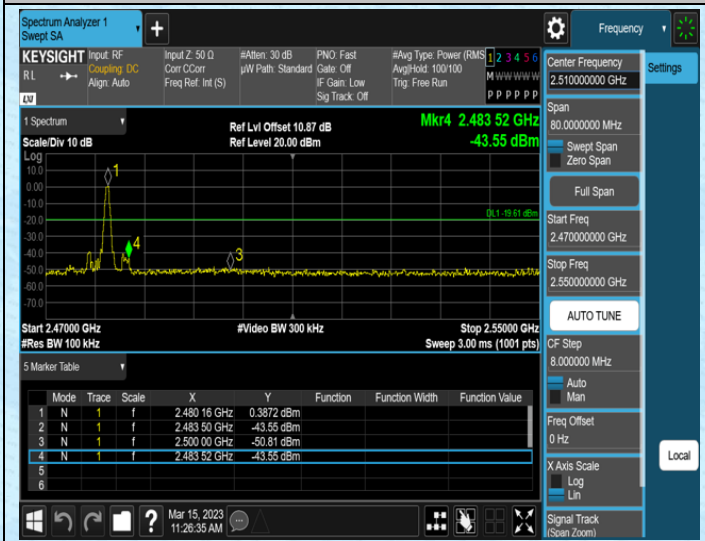 Spectrum Analyzer 1
Swept SA
Frequency
KEYSIGHT Input: RF Input Z: 50 Ω #Atten: 30 dB PNO: Fast #Avg Type: Power (RMS 1 2 3 4 5 6
RL Coupling: DC Corr CCorr µW Path: Standard Gate: Off Avg|Hold: 100/100 M W W W W W
Align: Auto Freq Ref: Int (S) IF Gain: Low Trig: Free Run
Sig Track: Off P P P P P P
LXI
1 Spectrum
Scale/Div 10 dB
Ref Lvl Offset 10.87 dB
Ref Level 20.00 dBm
Mkr4 2.483 52 GHz
-43.55 dBm
Log
10.0
0.00
-10.0
-20.0
-30.0
-40.0
-50.0
-60.0
-70.0
1
4
3
DL1 -19.61 dBm
Start 2.47000 GHz #Video BW 300 kHz Stop 2.55000 GHz
#Res BW 100 kHz Sweep 3.00 ms (1001 pts)
5 Marker Table
Mode Trace Scale X Y Function Function Width Function Value
1 N 1 f 2.480 16 GHz 0.3872 dBm
2 N 1 f 2.483 50 GHz -43.55 dBm
3 N 1 f 2.500 00 GHz -50.81 dBm
4 N 1 f 2.483 52 GHz -43.55 dBm
5
6
Mar 15, 2023
11:26:35 AM
?
Center Frequency
2.510000000 GHz
Span
80.0000000 MHz
Swept Span
Zero Span
Full Span
Start Freq
2.470000000 GHz
Stop Freq
2.550000000 GHz
AUTO TUNE
CF Step
8.000000 MHz
Auto
Man
Freq Offset
0 Hz
X Axis Scale
Log
Lin
Signal Track
(Span Zoom)
Settings
Local